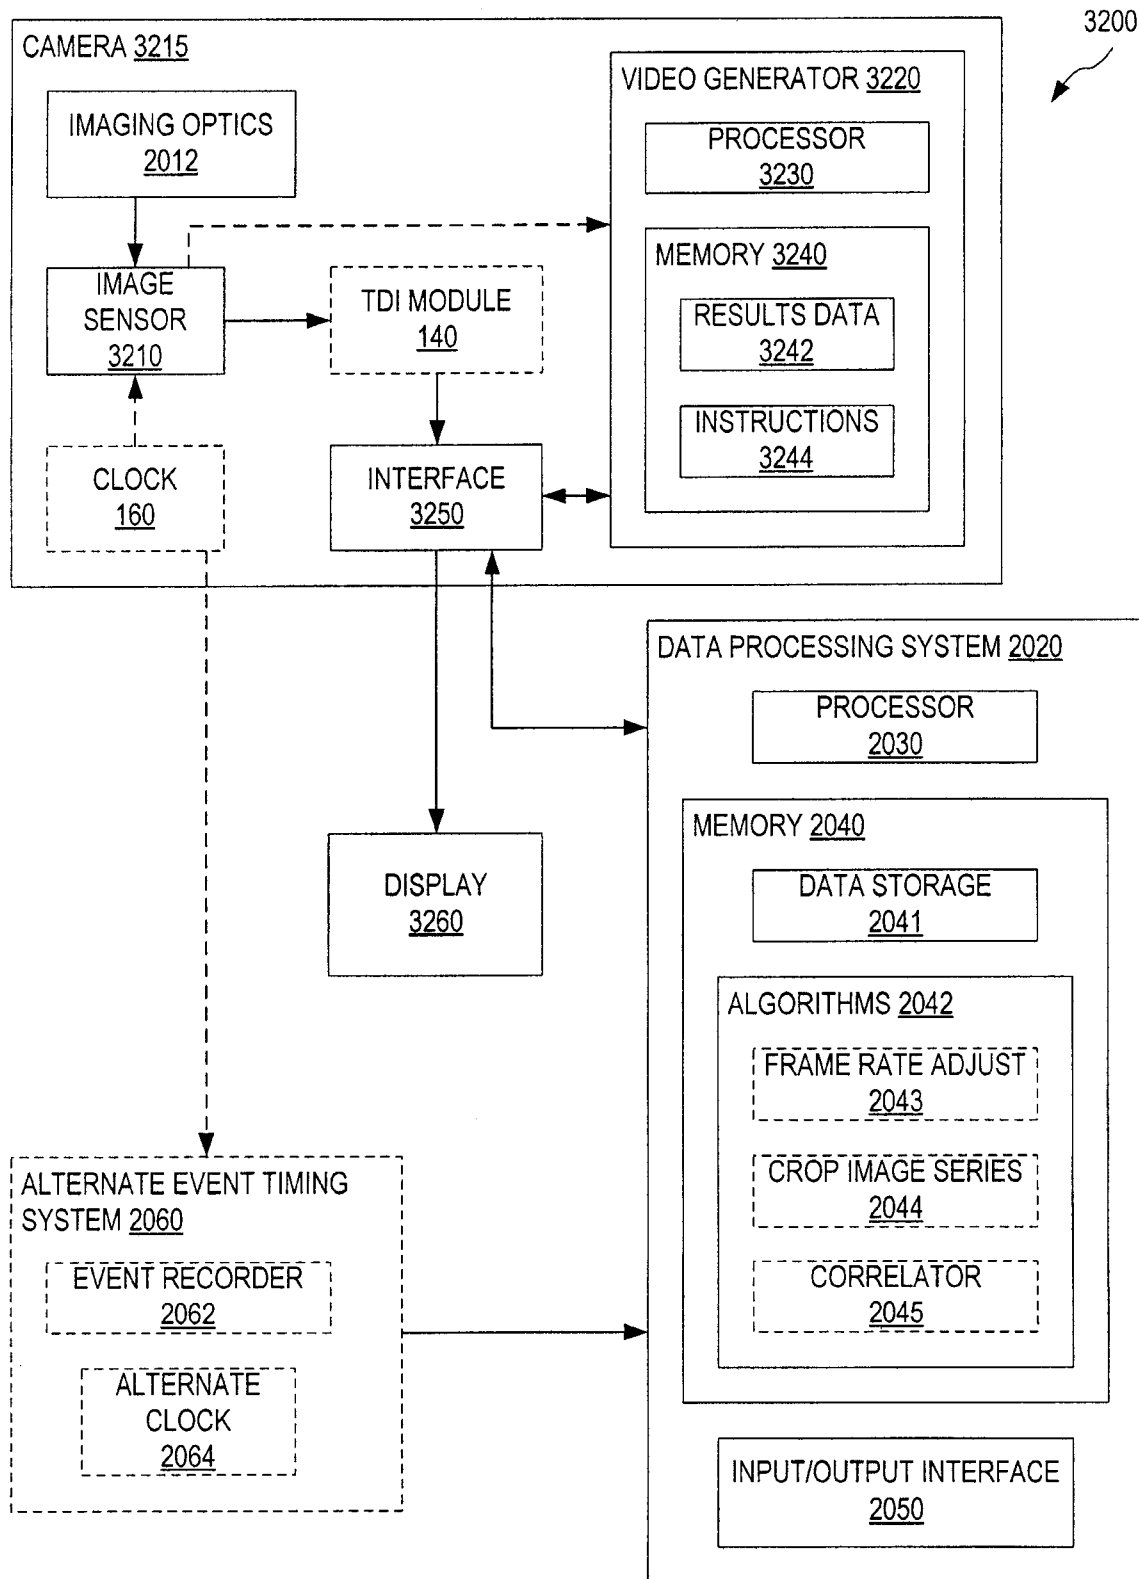 3200
CAMERA 3215
IMAGING OPTICS
2012
VIDEO GENERATOR 3220
PROCESSOR
3230
MEMORY 3240
RESULTS DATA
3242
INSTRUCTIONS
3244
IMAGE
SENSOR
3210
TDI MODULE
140
CLOCK
160
INTERFACE
3250
DATA PROCESSING SYSTEM 2020
PROCESSOR
2030
MEMORY 2040
DATA STORAGE
2041
ALGORITHMS 2042
FRAME RATE ADJUST
2043
CROP IMAGE SERIES
2044
CORRELATOR
2045
INPUT/OUTPUT INTERFACE
2050
DISPLAY
3260
ALTERNATE EVENT TIMING
SYSTEM 2060
EVENT RECORDER
2062
ALTERNATE
CLOCK
2064